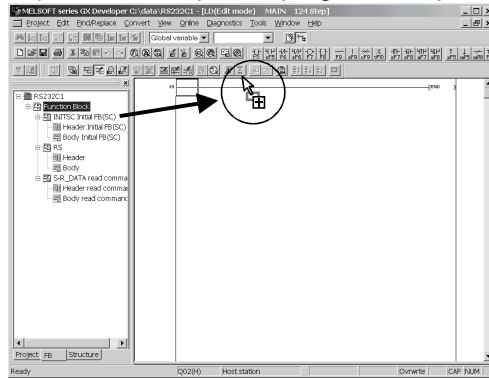 MELSOFT series GX Developer C:\data\RS232C1 - [LD(Edit mode) MAIN 124 Step]
Project Edit Find/Replace Convert View Online Diagnostics Tools Window Help
Global variable
RS232C1
Function Block
INITSC Initial FB(SC)
Header Initial FB(SC)
Body Initial FB(SC)
RS
Header
Body
S-R_DATA read comma
Header read comma
Body read commanc
END
Project FB Structure
Ready Q02(H) Host station Ovrwrte CAP NUM